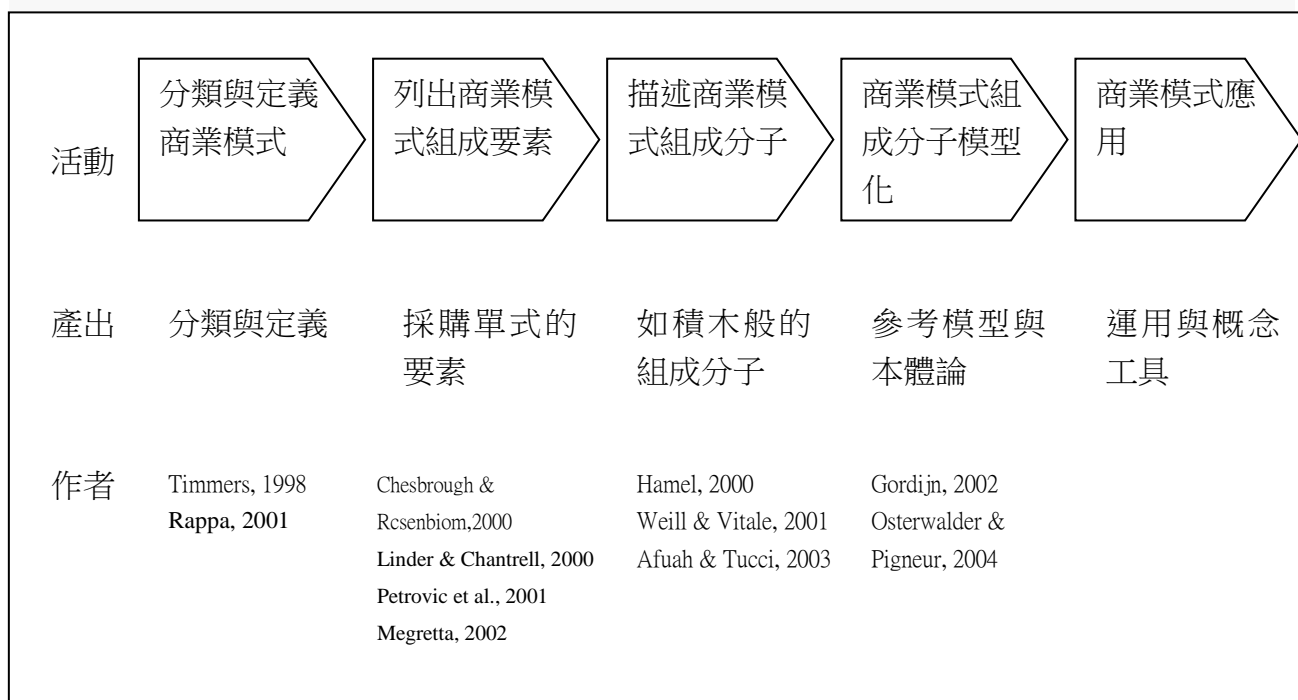 活動
分類與定義
商業模式
列出商業模
式組成要素
描述商業模
式組成分子
商業模式組
成分子模型
化
商業模式應
用
產出
分類與定義
採購單式的
要素
如積木般的
組成分子
參考模型與
本體論
運用與概念
工具
作者
Timmers, 1998
Rappa, 2001
Chesbrough &
Rcsenbiom,2000
Linder & Chantrell, 2000
Petrovic et al., 2001
Megretta, 2002
Hamel, 2000
Weill & Vitale, 2001
Afuah & Tucci, 2003
Gordijn, 2002
Osterwalder &
Pigneur, 2004